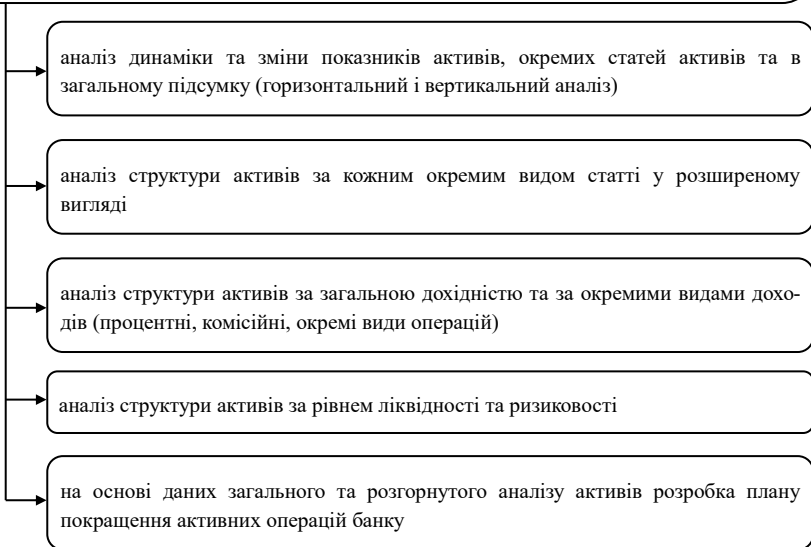 аналіз динаміки та зміни показників активів, окремих статей активів та в
загальному підсумку (горизонтальний і вертикальний аналіз)
аналіз структури активів за кожним окремим видом статті у розширеному
вигляді
аналіз структури активів за загальною дохідністю та за окремими видами дохо-
дів (процентні, комісійні, окремі види операцій)
аналіз структури активів за рівнем ліквідності та ризиковості
на основі даних загального та розгорнутого аналізу активів розробка плану
покращення активних операцій банку